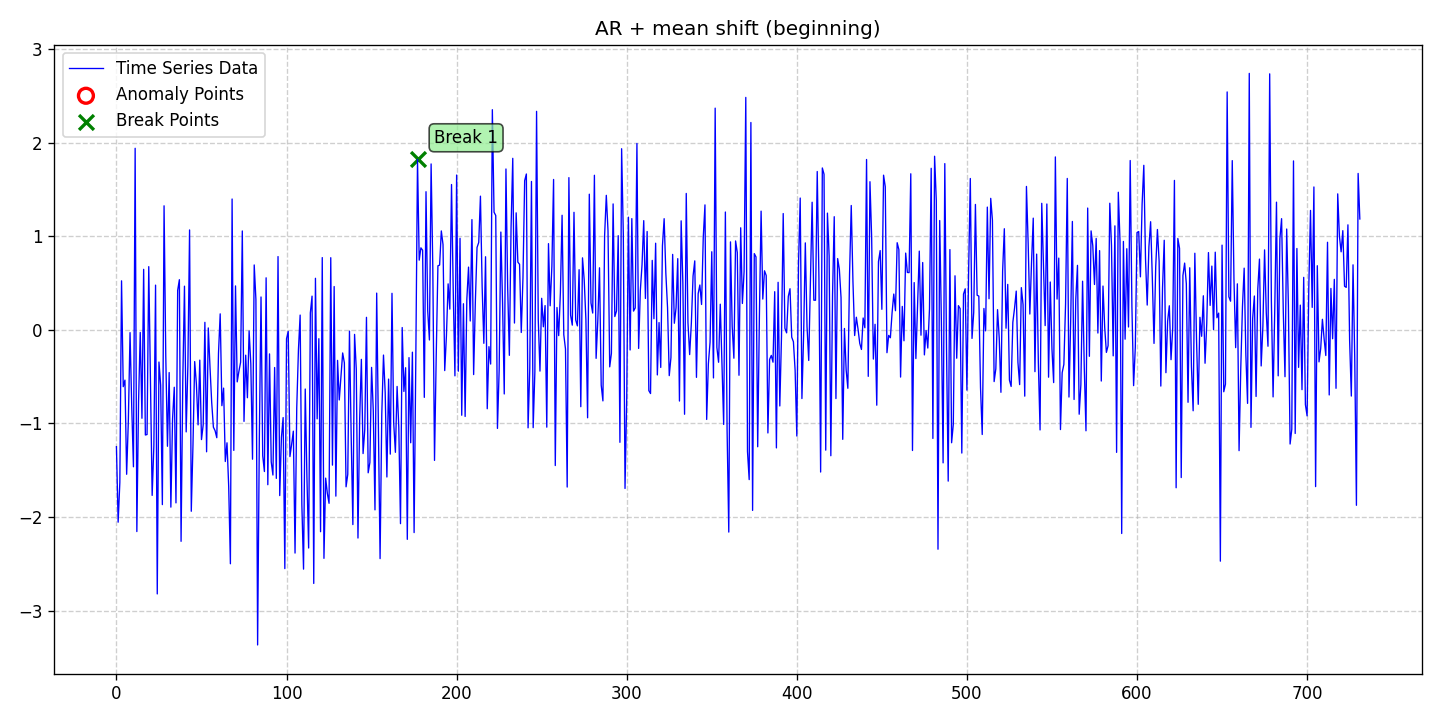 AR + mean shift (beginning)
Time Series Data
Anomaly Points
Break Points
Break 1
3
2
1
0
−1
−2
−3
0 100 200 300 400 500 600 700